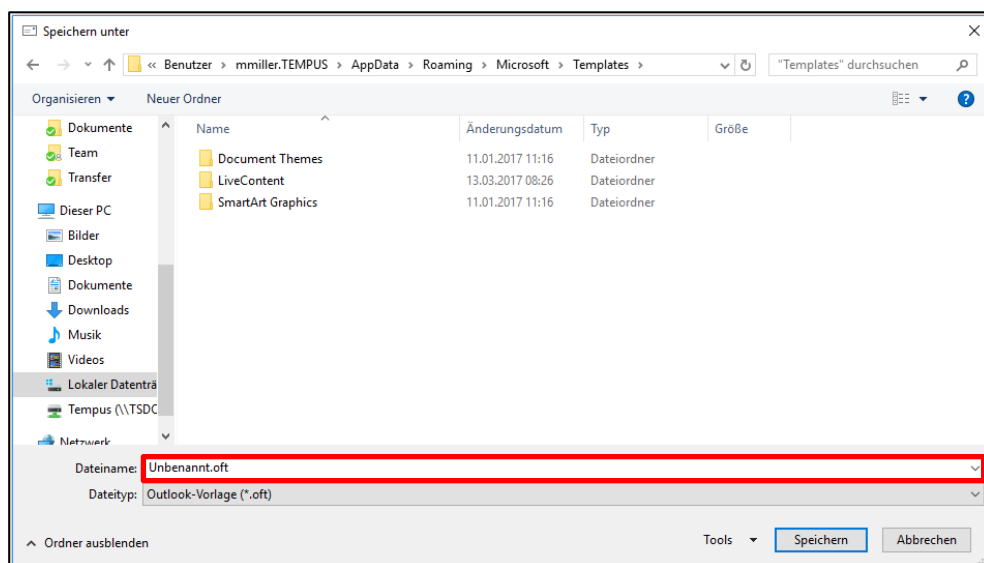 Speichern unter
« Benutzer > mmiller.TEMPUS > AppData > Roaming > Microsoft > Templates >
"Templates" durchsuchen
Organisieren
Neuer Ordner
Name Änderungsdatum Typ Größe
Dokumente
Team
Transfer
Dieser PC
Bilder
Desktop
Dokumente
Downloads
Musik
Videos
Lokaler Datenträ
Tempus (\\TSDC
Netzwerk
Document Themes 11.01.2017 11:16 Dateiordner
LiveContent 13.03.2017 08:26 Dateiordner
SmartArt Graphics 11.01.2017 11:16 Dateiordner
Dateiname: Unbenannt.oft
Dateityp: Outlook-Vorlage (*.oft)
Ordner ausblenden
Tools
Speichern
Abbrechen